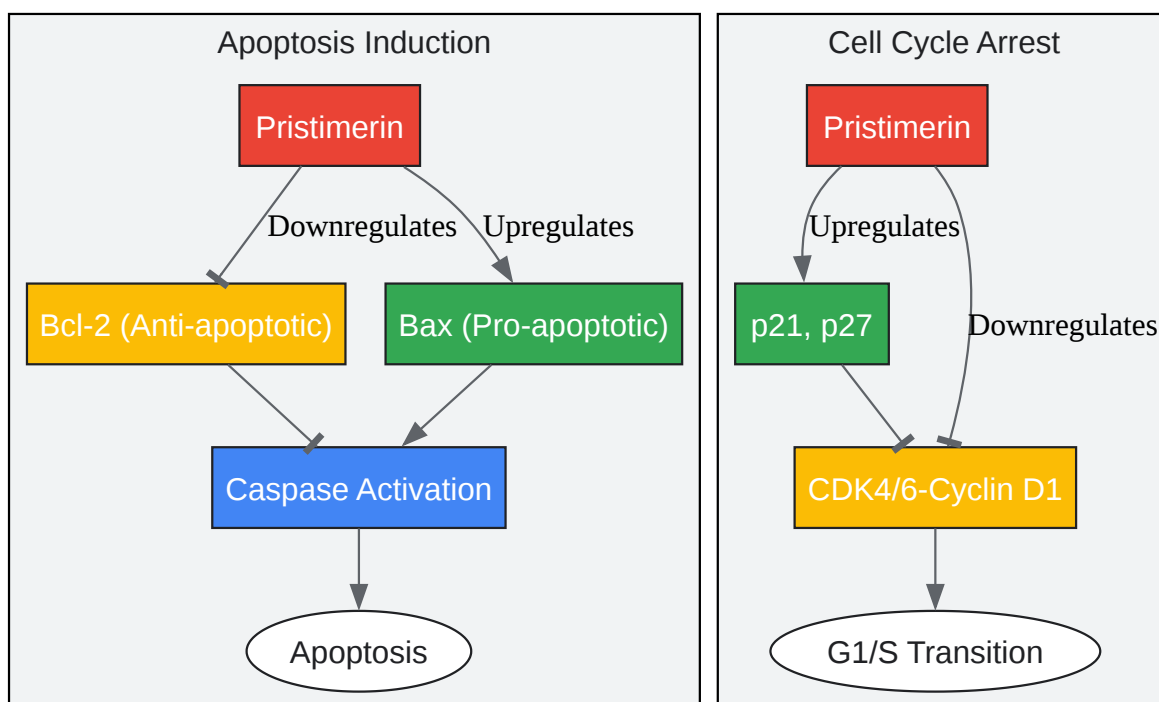 Apoptosis Induction
Pristimerin
Downregulates
Upregulates
Bcl-2 (Anti-apoptotic)
Bax (Pro-apoptotic)
Caspase Activation
Apoptosis
Cell Cycle Arrest
Pristimerin
Upregulates
p21, p27
Downregulates
CDK4/6-Cyclin D1
G1/S Transition